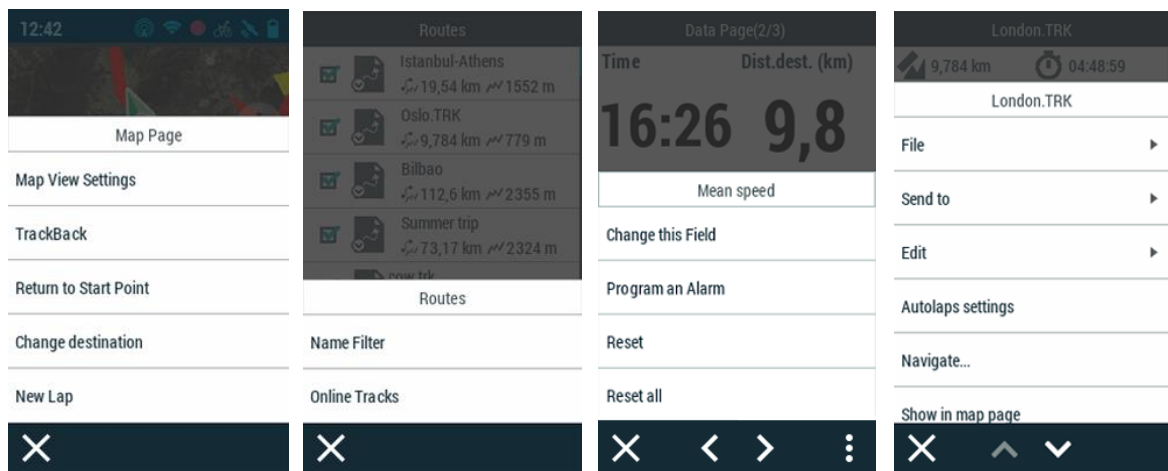 12:42
Map Page
Map View Settings
TrackBack
Return to Start Point
Change destination
New Lap
Routes
Istanbul-Athens
19,54 km 1552 m
Oslo.TRK
9,784 km 779 m
Bilbao
112,6 km 2355 m
Summer trip
73,17 km 2324 m
cow.trk
Routes
Name Filter
Online Tracks
Data Page(2/3)
Time Dist.dest. (km)
16:26 9,8
Mean speed
Change this Field
Program an Alarm
Reset
Reset all
London.TRK
9,784 km 04:48:59
London.TRK
File
Send to
Edit
Autolaps settings
Navigate...
Show in map page